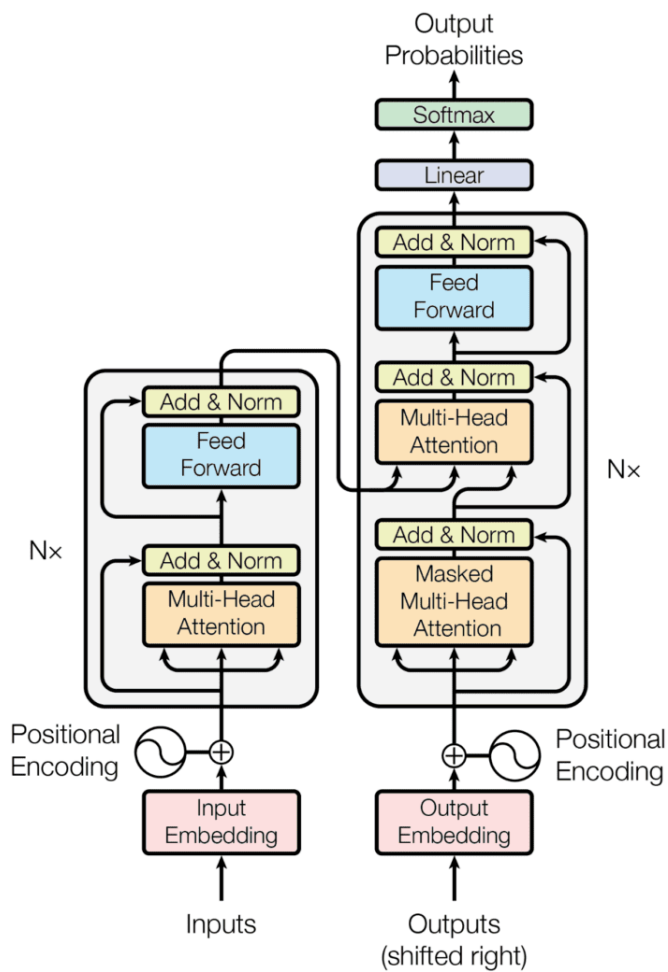 Output
Probabilities
Softmax
Linear
Add & Norm
Feed
Forward
Add & Norm
Multi-Head
Attention
Add & Norm
Masked
Multi-Head
Attention
Nx
Positional
Encoding
Output
Embedding
Outputs
(shifted right)
Add & Norm
Feed
Forward
Add & Norm
Multi-Head
Attention
Nx
Positional
Encoding
Input
Embedding
Inputs